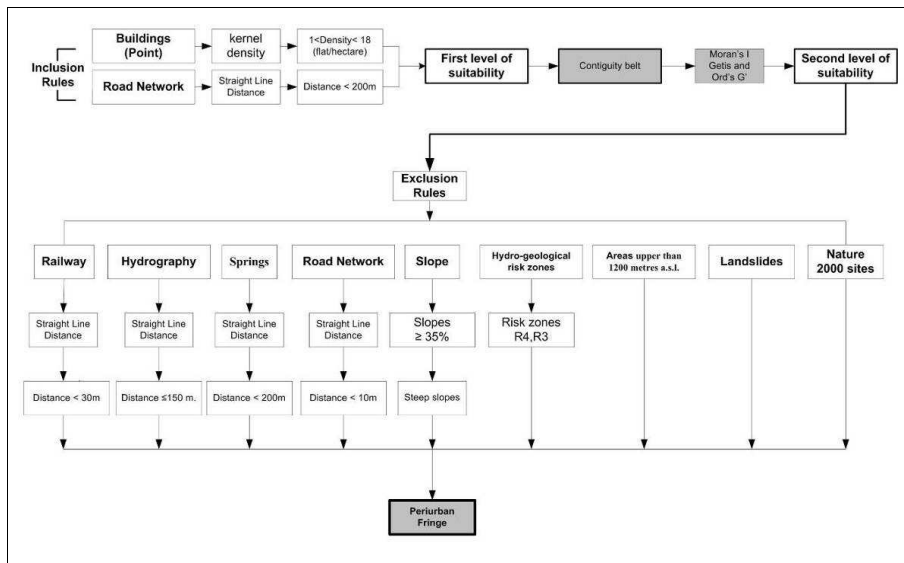 Inclusion
Rules
Buildings
(Point)
kernel
density
1<Density< 18
(flat/hectare)
Road Network
Straight Line
Distance
Distance < 200m
First level of
suitability
Contiguity belt
Moran's I
Getis and
Ord's G'
Second level of
suitability
Exclusion
Rules
Railway
Hydrography
Springs
Road Network
Slope
Hydro-geological
risk zones
Areas upper than
1200 metres a.s.l.
Landslides
Nature
2000 sites
Straight Line
Distance
Straight Line
Distance
Straight Line
Distance
Straight Line
Distance
Slopes
≥ 35%
Risk zones
R4,R3
Distance < 30m
Distance ≤150 m.
Distance < 200m
Distance < 10m
Steep slopes
Periurban
Fringe